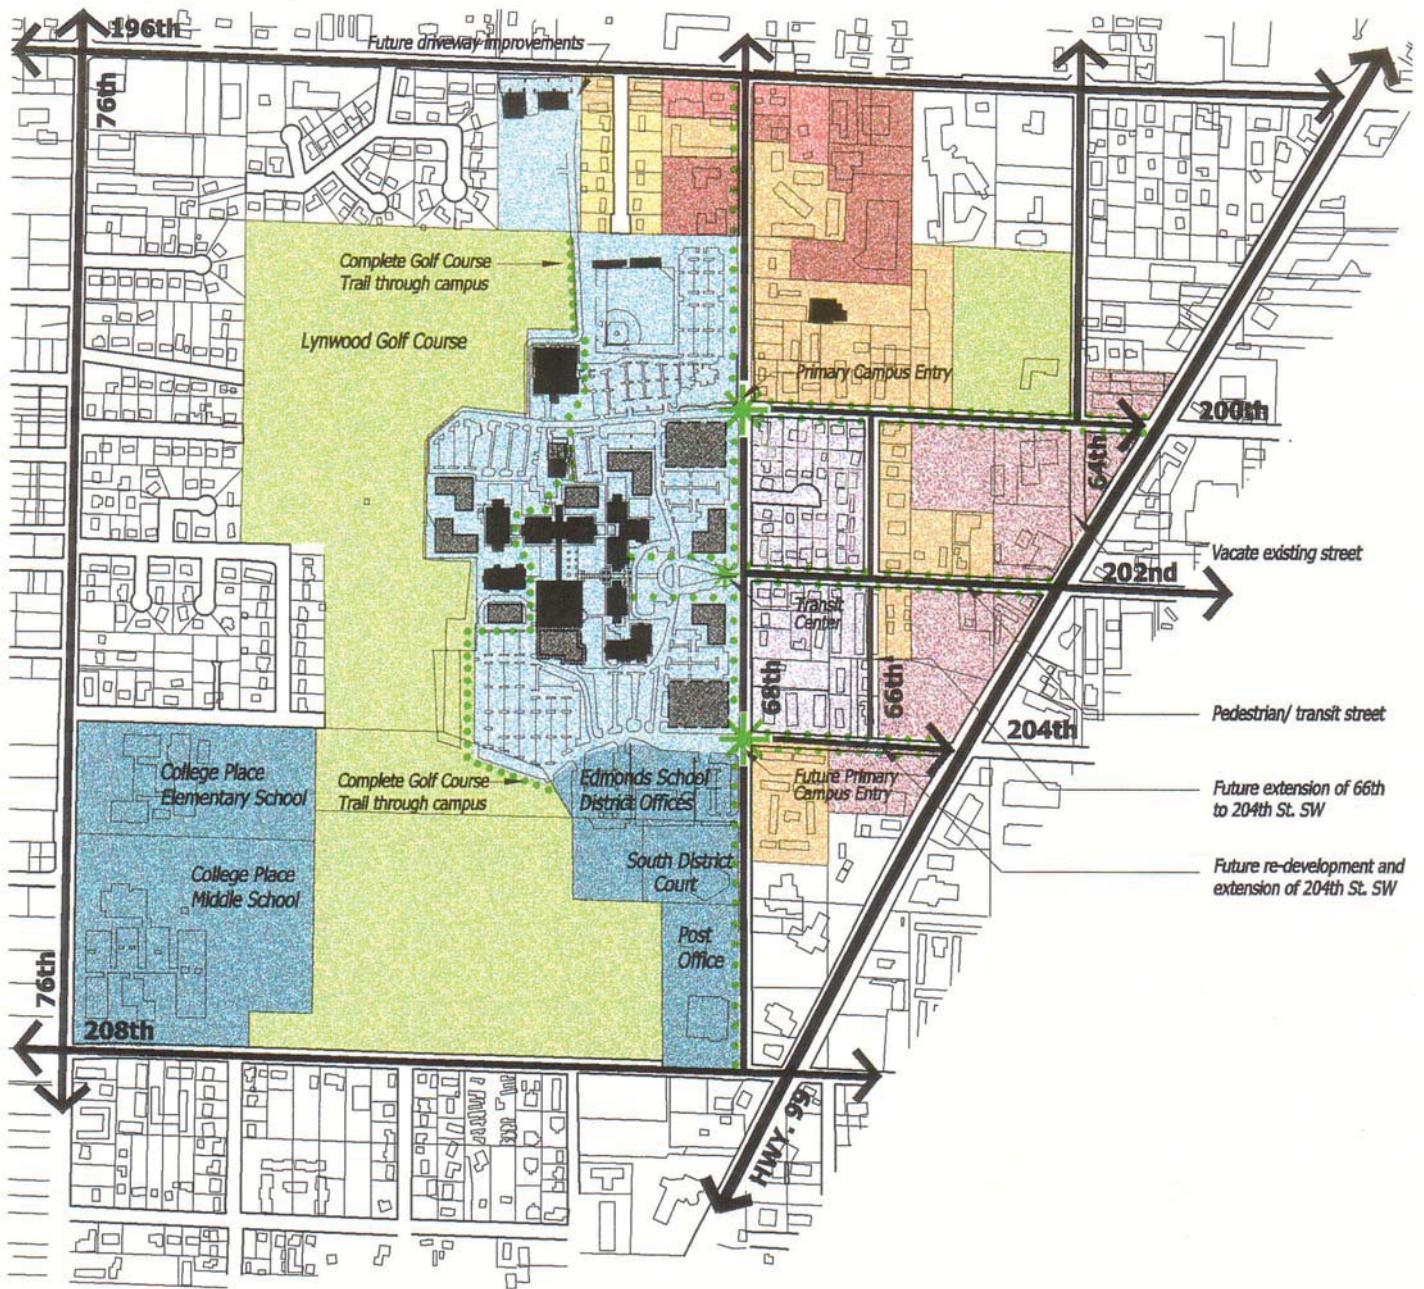 196th
Future driveway improvements
76th
Complete Golf Course
Trail through campus
Lynwood Golf Course
Primary Campus Entry
200th
64th
Vacate existing street
202nd
Transit
Center
68th
66th
Pedestrian/ transit street
204th
College Place
Elementary School
Complete Golf Course
Trail through campus
Edmonds School
District Offices
Future Primary
Campus Entry
Future extension of 66th
to 204th St. SW
South District
Court
College Place
Middle School
Future re-development and
extension of 204th St. SW
Post
Office
76th
208th
HWY. 99